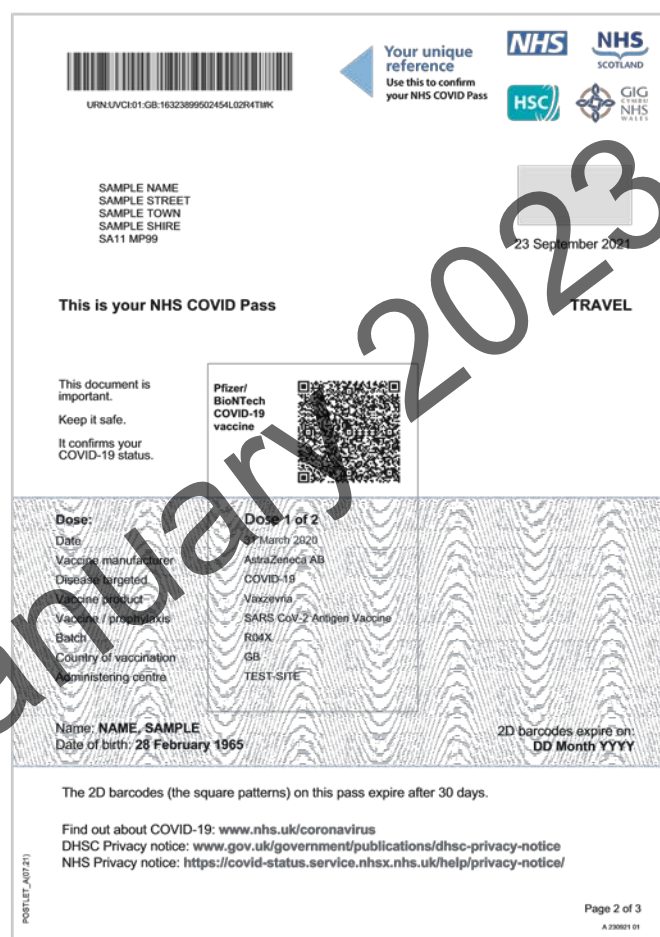 Your unique
reference
Use this to confirm
your NHS COVID Pass
NHS
NHS
SCOTLAND
HSC
GIG
CYMRU
NHS
WALES
SAMPLE NAME
SAMPLE STREET
SAMPLE TOWN
SAMPLE SHIRE
SA11 MP99
23 September 2021
This is your NHS COVID Pass
TRAVEL
This document is
important.
Keep it safe.
It confirms your
COVID-19 status.
Pfizer/
BioNTech
COVID-19
vaccine
Dose: Dose 1 of 2
Date 31 March 2020
Vaccine manufacturer AstraZeneca AB
Disease targeted COVID-19
Vaccine product Vaxzevria
Vaccine / prophylaxis SARS CoV-2 Antigen Vaccine
Batch R04X
Country of vaccination GB
Administering centre TEST-SITE
Name: NAME, SAMPLE
Date of birth: 28 February 1965
2D barcodes expire on:
DD Month YYYY
The 2D barcodes (the square patterns) on this pass expire after 30 days.
Find out about COVID-19: www.nhs.uk/coronavirus
DHSC Privacy notice: www.gov.uk/government/publications/dhsc-privacy-notice
NHS Privacy notice: https://covid-status.service.nhsx.nhs.uk/help/privacy-notice/
POSTLET_A(07.21)
Page 2 of 3
A 230921 01
anuary 2023